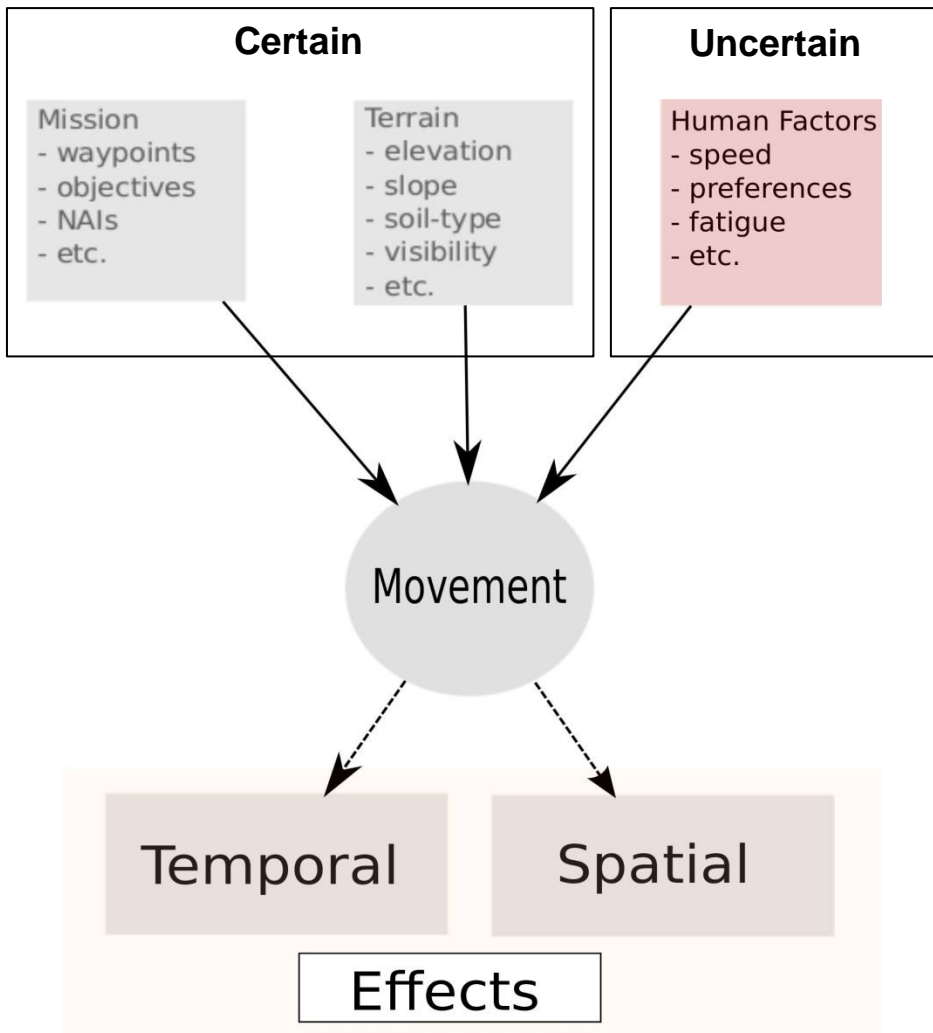 Certain
Uncertain
Mission
- waypoints
- objectives
- NAIs
- etc.
Terrain
- elevation
- slope
- soil-type
- visibility
- etc.
Human Factors
- speed
- preferences
- fatigue
- etc.
Movement
Temporal
Spatial
Effects